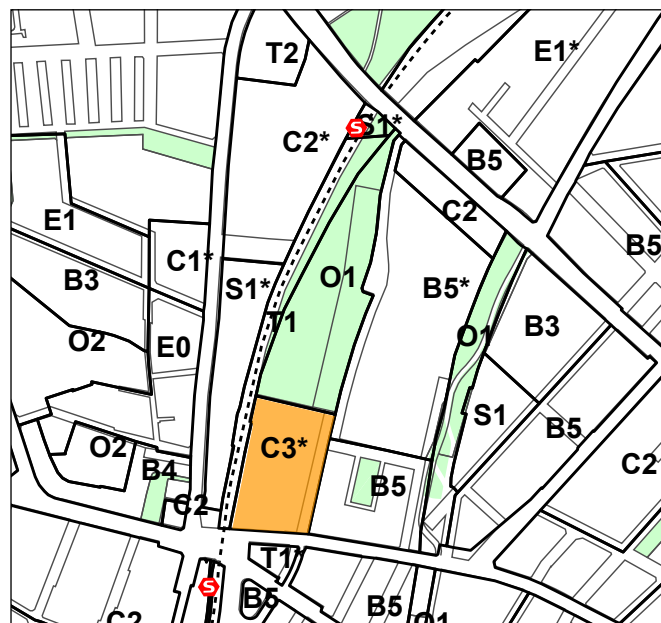 T2
E1*
S
S1*
C2*
B5
C2
E1
B5
C1*
B3
S1*
O1
B5*
T1
O1
B3
O2
E0
S1
B5
O2
C3*
B4
B5
C2
C2
T1*
S
B5
B5
C2
O1